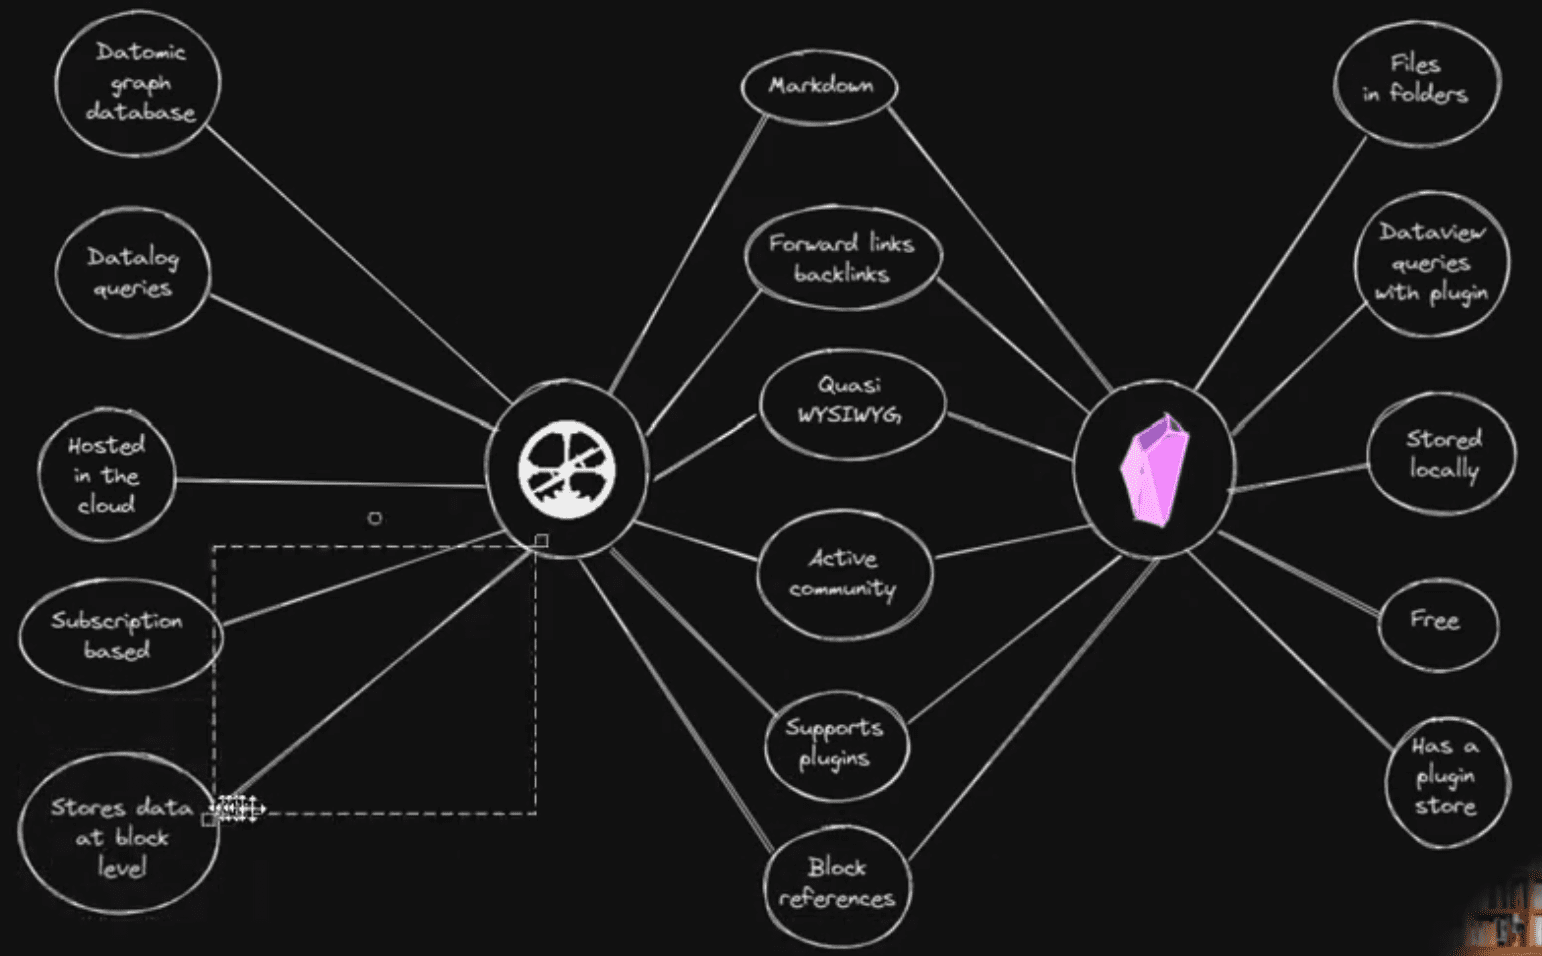 Datomic
graph
database
Datalog
queries
Hosted
in the
cloud
Subscription
based
Stores data
at block
level
Markdown
Forward links
backlinks
Quasi
WYSIWYG
Active
community
Supports
plugins
Block
references
Files
in folders
Dataview
queries
with plugin
Stored
locally
Free
Has a
plugin
store